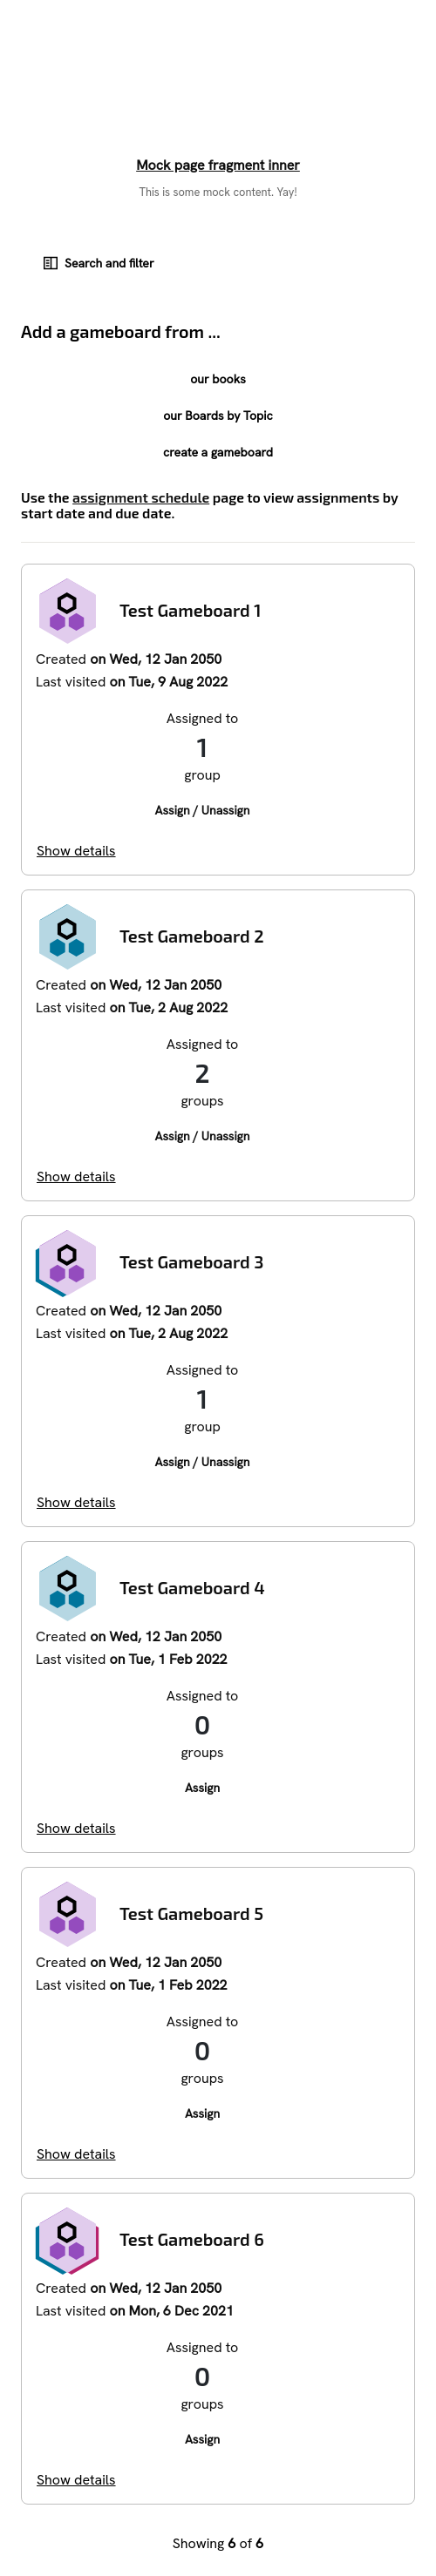 Mock page fragment inner
This is some mock content. Yay!
Search and filter
Add a gameboard from ...
our books
our Boards by Topic
create a gameboard
Use the assignment schedule page to view assignments by
start date and due date.
Test Gameboard 1
Created on Wed, 12 Jan 2050
Last visited on Tue, 9 Aug 2022
Assigned to
1
group
Assign / Unassign
Show details
Test Gameboard 2
Created on Wed, 12 Jan 2050
Last visited on Tue, 2 Aug 2022
Assigned to
2
groups
Assign / Unassign
Show details
Test Gameboard 3
Created on Wed, 12 Jan 2050
Last visited on Tue, 2 Aug 2022
Assigned to
1
group
Assign / Unassign
Show details
Test Gameboard 4
Created on Wed, 12 Jan 2050
Last visited on Tue, 1 Feb 2022
Assigned to
0
groups
Assign
Show details
Test Gameboard 5
Created on Wed, 12 Jan 2050
Last visited on Tue, 1 Feb 2022
Assigned to
0
groups
Assign
Show details
Test Gameboard 6
Created on Wed, 12 Jan 2050
Last visited on Mon, 6 Dec 2021
Assigned to
0
groups
Assign
Show details
Showing 6 of 6